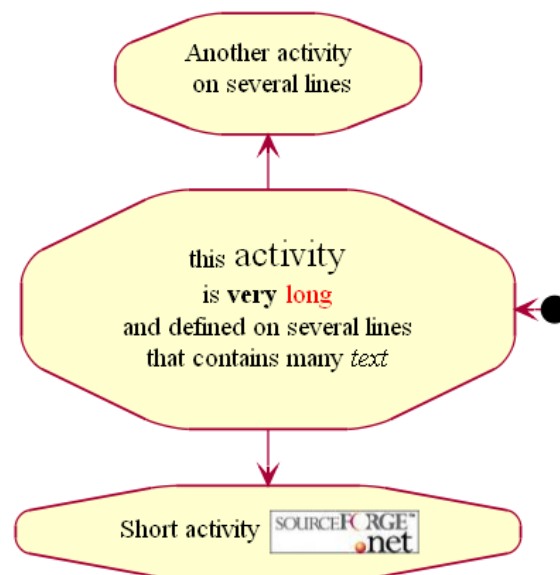 Another activity
on several lines
this activity
is very long
and defined on several lines
that contains many text
Short activity SOURCEFORGE™
.net